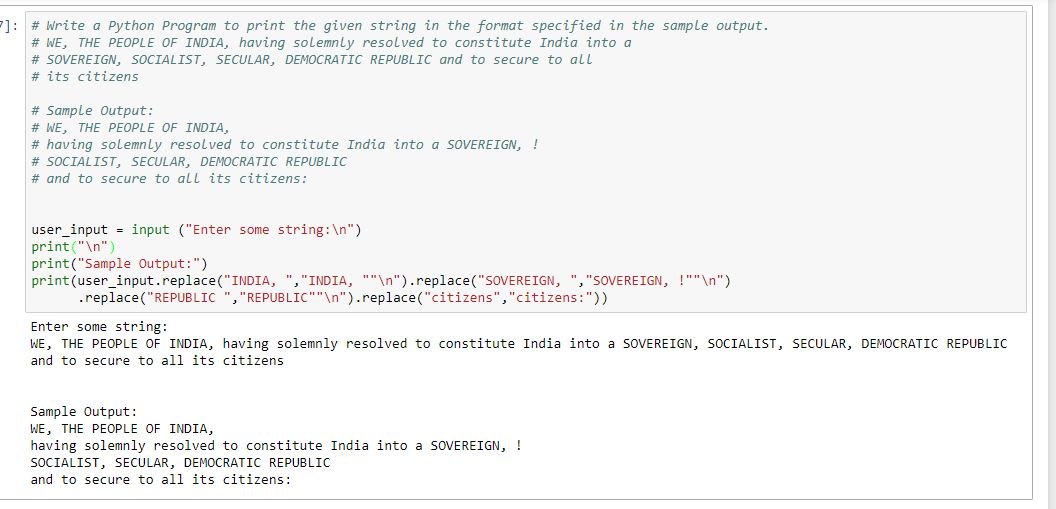 7]: # Write a Python Program to print the given string in the format specified in the sample output.
# WE, THE PEOPLE OF INDIA, having solemnly resolved to constitute India into a
# SOVEREIGN, SOCIALIST, SECULAR, DEMOCRATIC REPUBLIC and to secure to all
# its citizens
# Sample Output:
# WE, THE PEOPLE OF INDIA,
# having solemnly resolved to constitute India into a SOVEREIGN, !
# SOCIALIST, SECULAR, DEMOCRATIC REPUBLIC
# and to secure to all its citizens:
user_input = input ("Enter some string:\n")
print("\n")
print("Sample Output:")
print(user_input.replace("INDIA, ","INDIA, ""\n").replace("SOVEREIGN, ","SOVEREIGN, !""\n")
.replace("REPUBLIC ","REPUBLIC""\n").replace("citizens","citizens:"))
Enter some string:
WE, THE PEOPLE OF INDIA, having solemnly resolved to constitute India into a SOVEREIGN, SOCIALIST, SECULAR, DEMOCRATIC REPUBLIC
and to secure to all its citizens
Sample Output:
WE, THE PEOPLE OF INDIA,
having solemnly resolved to constitute India into a SOVEREIGN, !
SOCIALIST, SECULAR, DEMOCRATIC REPUBLIC
and to secure to all its citizens: